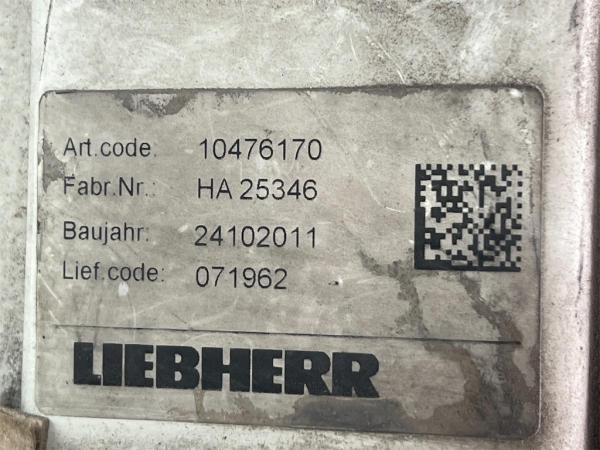 Art.code: 10476170
Fabr.Nr.: HA 25346
Baujahr: 24102011
Lief.code: 071962
LIEBHERR